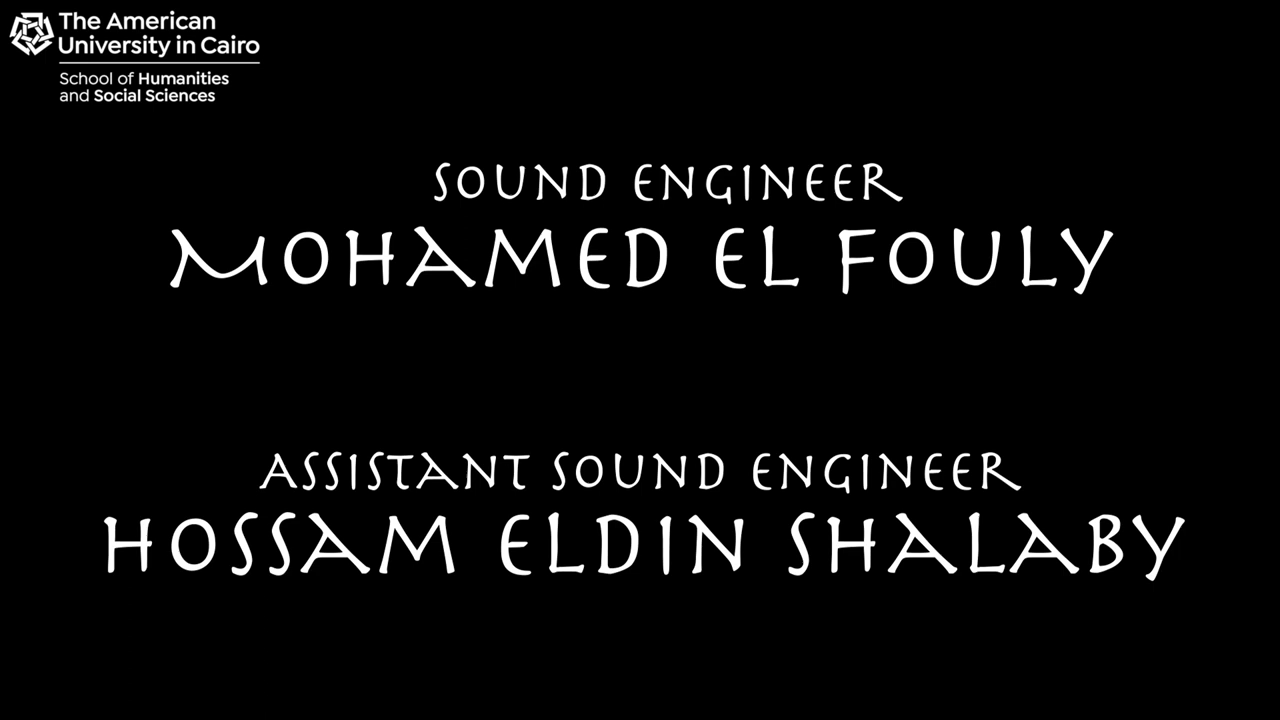 The American
University in Cairo
School of Humanities
and Social Sciences
SOUND ENGINEER
MOHAMED EL FOULY
ASSISTANT SOUND ENGINEER
HOSSAM ELDIN SHALABY